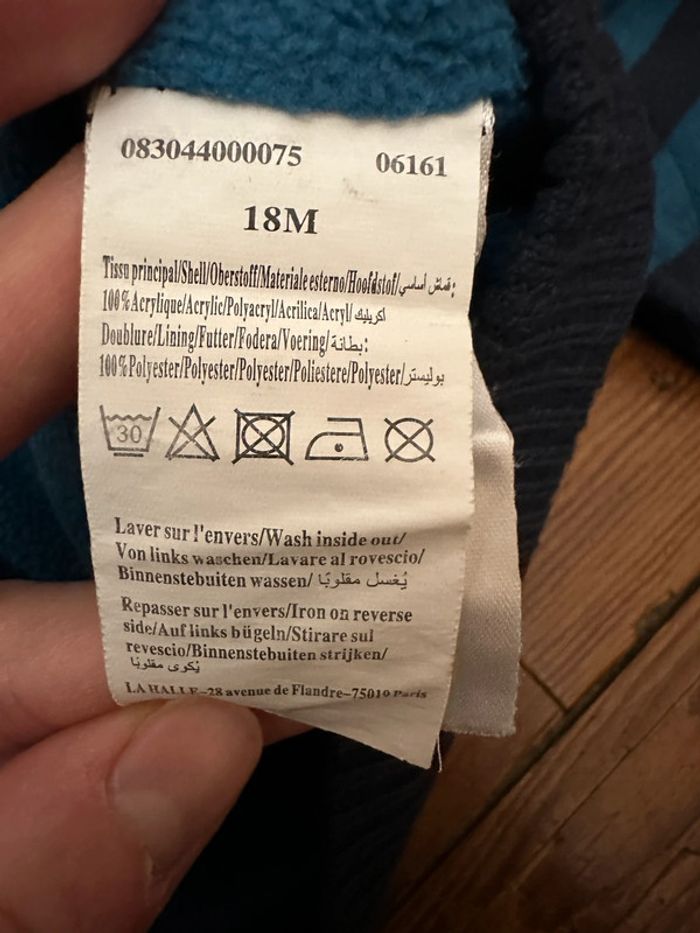 083044000075 06161
18M
Tissu principal/Shell/Oberstoff/Materiale esterno/Hoofdstof/قماش أساسي:
100%Acrylique/Acrylic/Polyacryl/Acrilica/Acryl/اكريليك
Doublure/Lining/Futter/Fodera/Voering/بطانة:
100%Polyester/Polyester/Polyester/Poliestere/Polyester/بوليستر
30
Laver sur l'envers/Wash inside out/
Von links waschen/Lavare al rovescio/
Binnenstebuiten wassen/ يُغسل مقلوبًا
Repasser sur l'envers/Iron on reverse
side/Auf links bügeln/Stirare sul
revescio/Binnenstebuiten strijken/
يُكوى مقلوبًا
LA HALLE–28 avenue de Flandre–75019 Paris